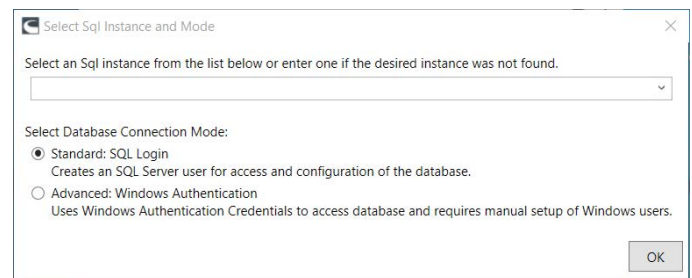 Select Sql Instance and Mode
Select an Sql instance from the list below or enter one if the desired instance was not found.
Select Database Connection Mode:
Standard: SQL Login
Creates an SQL Server user for access and configuration of the database.
Advanced: Windows Authentication
Uses Windows Authentication Credentials to access database and requires manual setup of Windows users.
OK